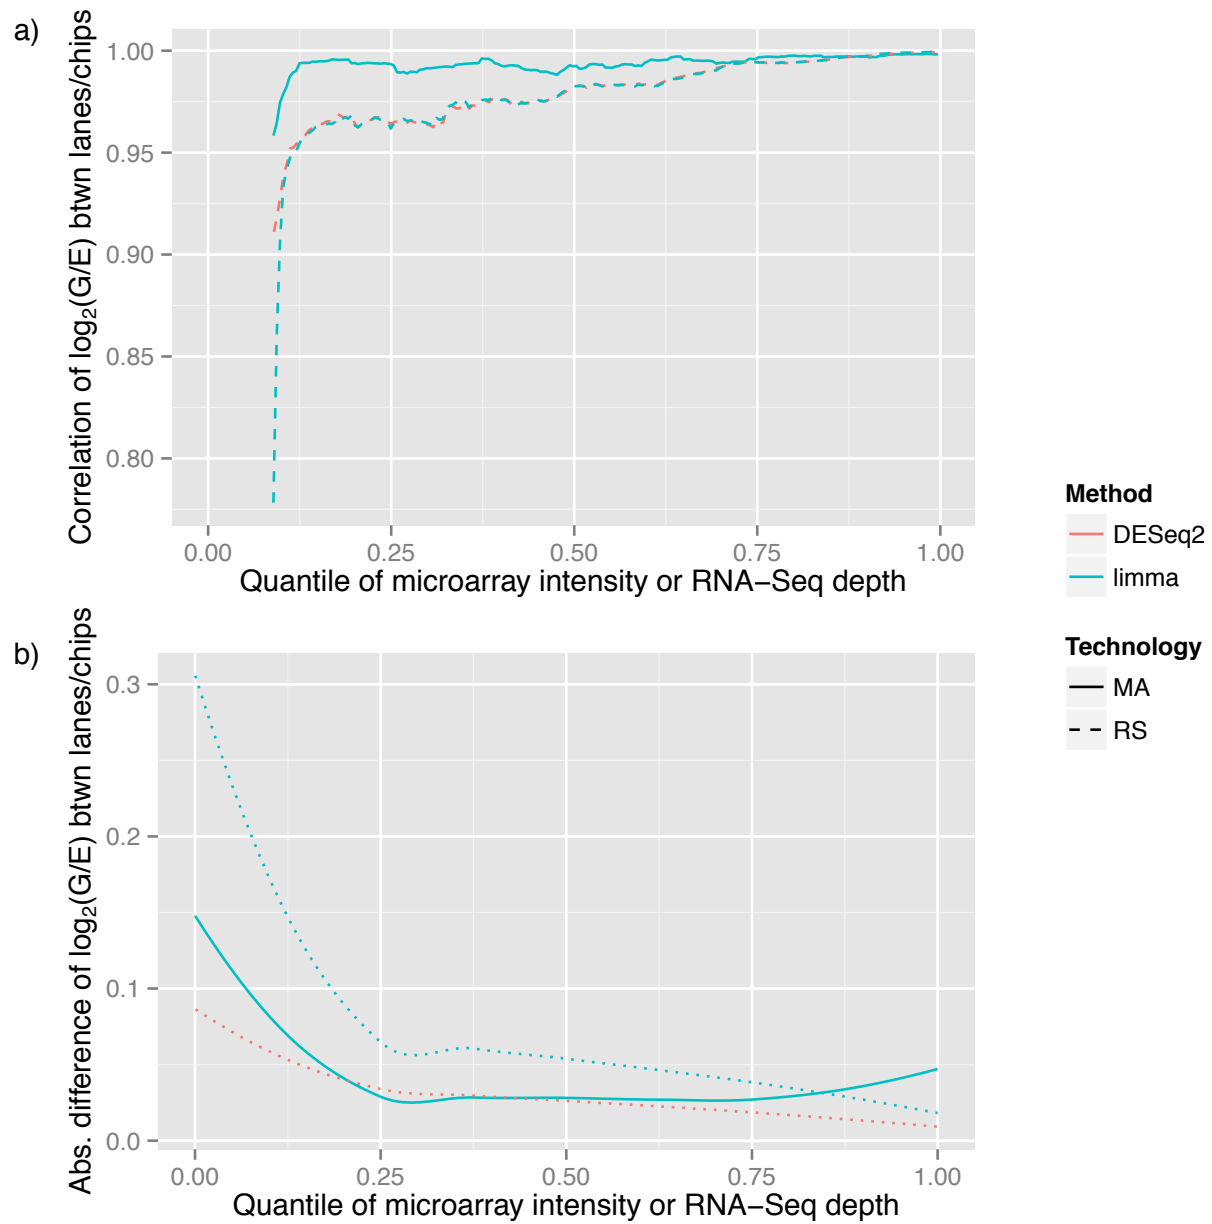 a)
Correlation of log₂(G/E) btwn lanes/chips
1.00
0.95
0.90
0.85
0.80
0.00 0.25 0.50 0.75 1.00
Quantile of microarray intensity or RNA−Seq depth
Method
DESeq2
limma
Technology
MA
RS
b)
Abs. difference of log₂(G/E) btwn lanes/chips
0.3
0.2
0.1
0.0
0.00 0.25 0.50 0.75 1.00
Quantile of microarray intensity or RNA−Seq depth